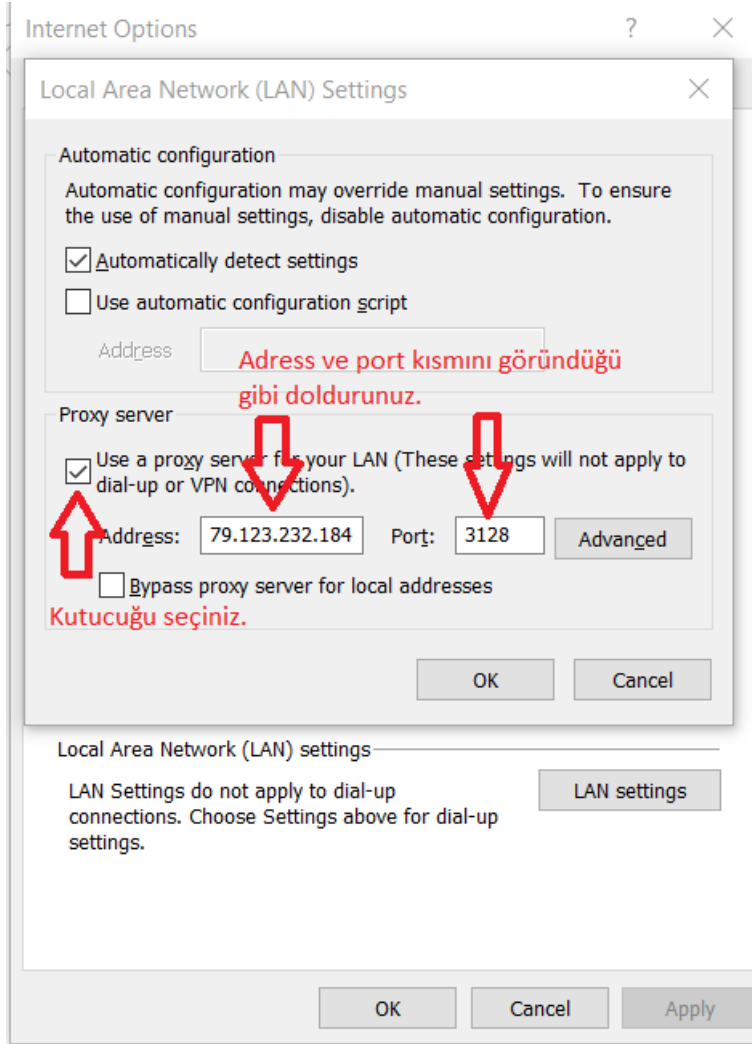 Internet Options
Local Area Network (LAN) Settings
Automatic configuration
Automatic configuration may override manual settings. To ensure
the use of manual settings, disable automatic configuration.
Automatically detect settings
Use automatic configuration script
Address
Adress ve port kısmını göründüğü
gibi doldurunuz.
Proxy server
Use a proxy server for your LAN (These settings will not apply to
dial-up or VPN connections).
Address: 79.123.232.184 Port: 3128 Advanced
Bypass proxy server for local addresses
Kutucuğu seçiniz.
OK Cancel
Local Area Network (LAN) settings
LAN Settings do not apply to dial-up
connections. Choose Settings above for dial-up
settings.
LAN settings
OK Cancel Apply